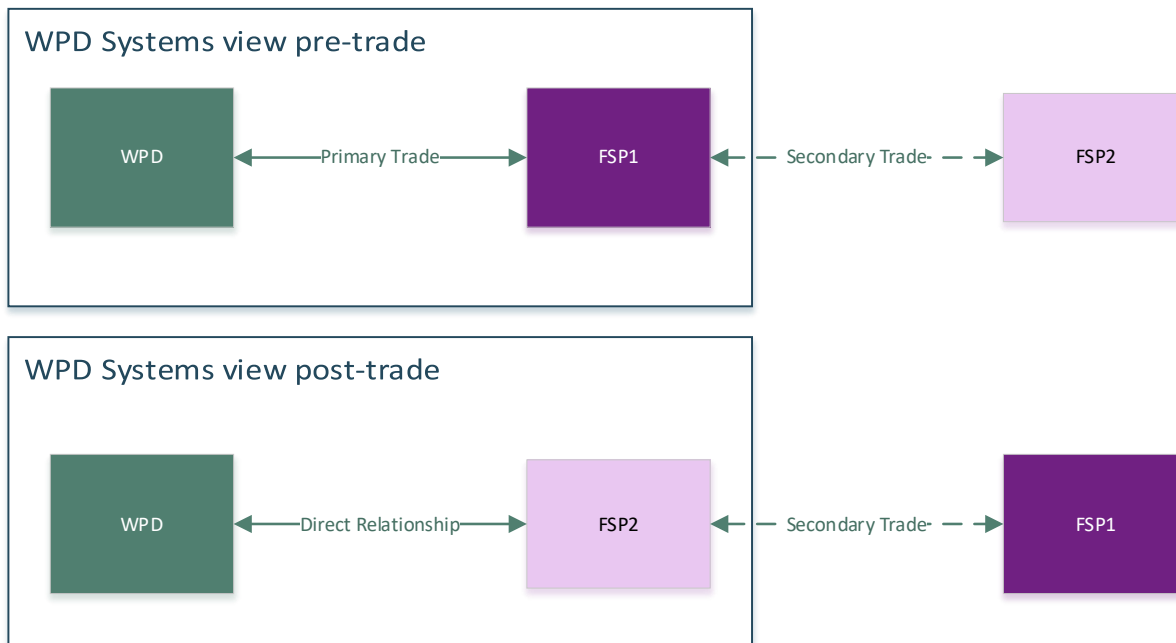 WPD Systems view pre-trade
WPD
Primary Trade
FSP1
Secondary Trade
FSP2
WPD Systems view post-trade
WPD
Direct Relationship
FSP2
Secondary Trade
FSP1